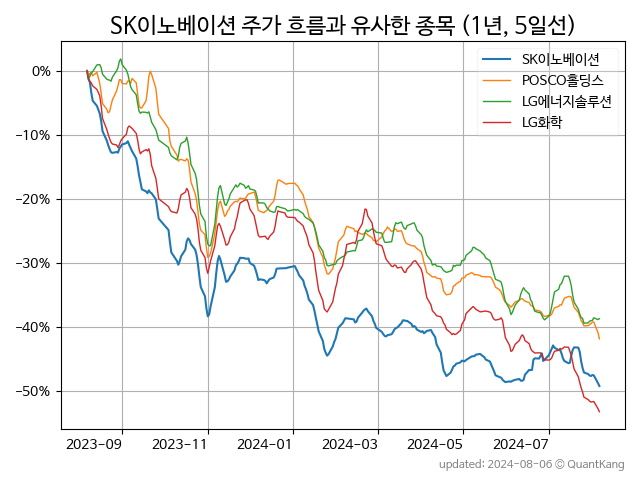 SK이노베이션 주가 흐름과 유사한 종목 (1년, 5일선)
SK이노베이션
POSCO홀딩스
LG에너지솔루션
LG화학
0%
−10%
−20%
−30%
−40%
−50%
2023-09 2023-11 2024-01 2024-03 2024-05 2024-07
updated: 2024-08-06 © QuantKang